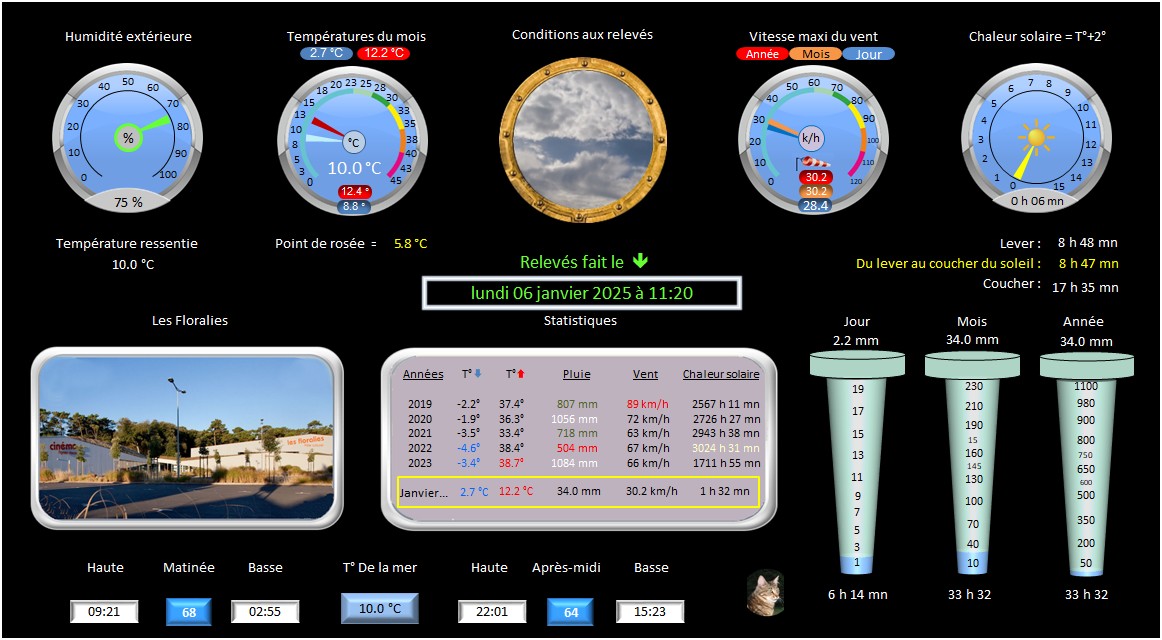 Humidité extérieure
Températures du mois
Conditions aux relevés
Vitesse maxi du vent
Chaleur solaire = T°+2°
2.7 °C 12.2 °C
Année Mois Jour
0 10 20 30 40 50 60 70 80 90 100
%
75 %
0 3 5 8 10 13 15 18 20 23 25 28 30 33 35 38 40 43 45
°C
10.0 °C
12.4 °
8.8 °
0 10 20 30 40 50 60 70 80 90 100 110 120
k/h
30.2
30.2
28.4
0 1 2 3 4 5 6 7 8 9 10 11 12 13 14 15
0 h 06 mn
Température ressentie
10.0 °C
Point de rosée = 5.8 °C
Lever : 8 h 48 mn
Du lever au coucher du soleil : 8 h 47 mn
Coucher : 17 h 35 mn
Relevés fait le
lundi 06 janvier 2025 à 11:20
Les Floralies
Statistiques
Jour
2.2 mm
Mois
34.0 mm
Année
34.0 mm
cinéma
les floralies
Années T° T° Pluie Vent Chaleur solaire
2019 -2.2° 37.4° 807 mm 89 km/h 2567 h 11 mn
2020 -1.9° 36.3° 1056 mm 72 km/h 2726 h 27 mn
2021 -3.5° 33.4° 718 mm 63 km/h 2943 h 38 mn
2022 -4.6° 38.4° 504 mm 67 km/h 3024 h 31 mn
2023 -3.4° 38.7° 1084 mm 66 km/h 1711 h 55 mn
Janvier... 2.7 °C 12.2 °C 34.0 mm 30.2 km/h 1 h 32 mn
19
17
15
13
11
9
7
5
3
1
230
210
190
15
160
145
130
100
70
40
10
1100
980
900
800
750
650
600
500
350
200
50
6 h 14 mn
33 h 32
33 h 32
Haute Matinée Basse
09:21 68 02:55
T° De la mer
10.0 °C
Haute Après-midi Basse
22:01 64 15:23